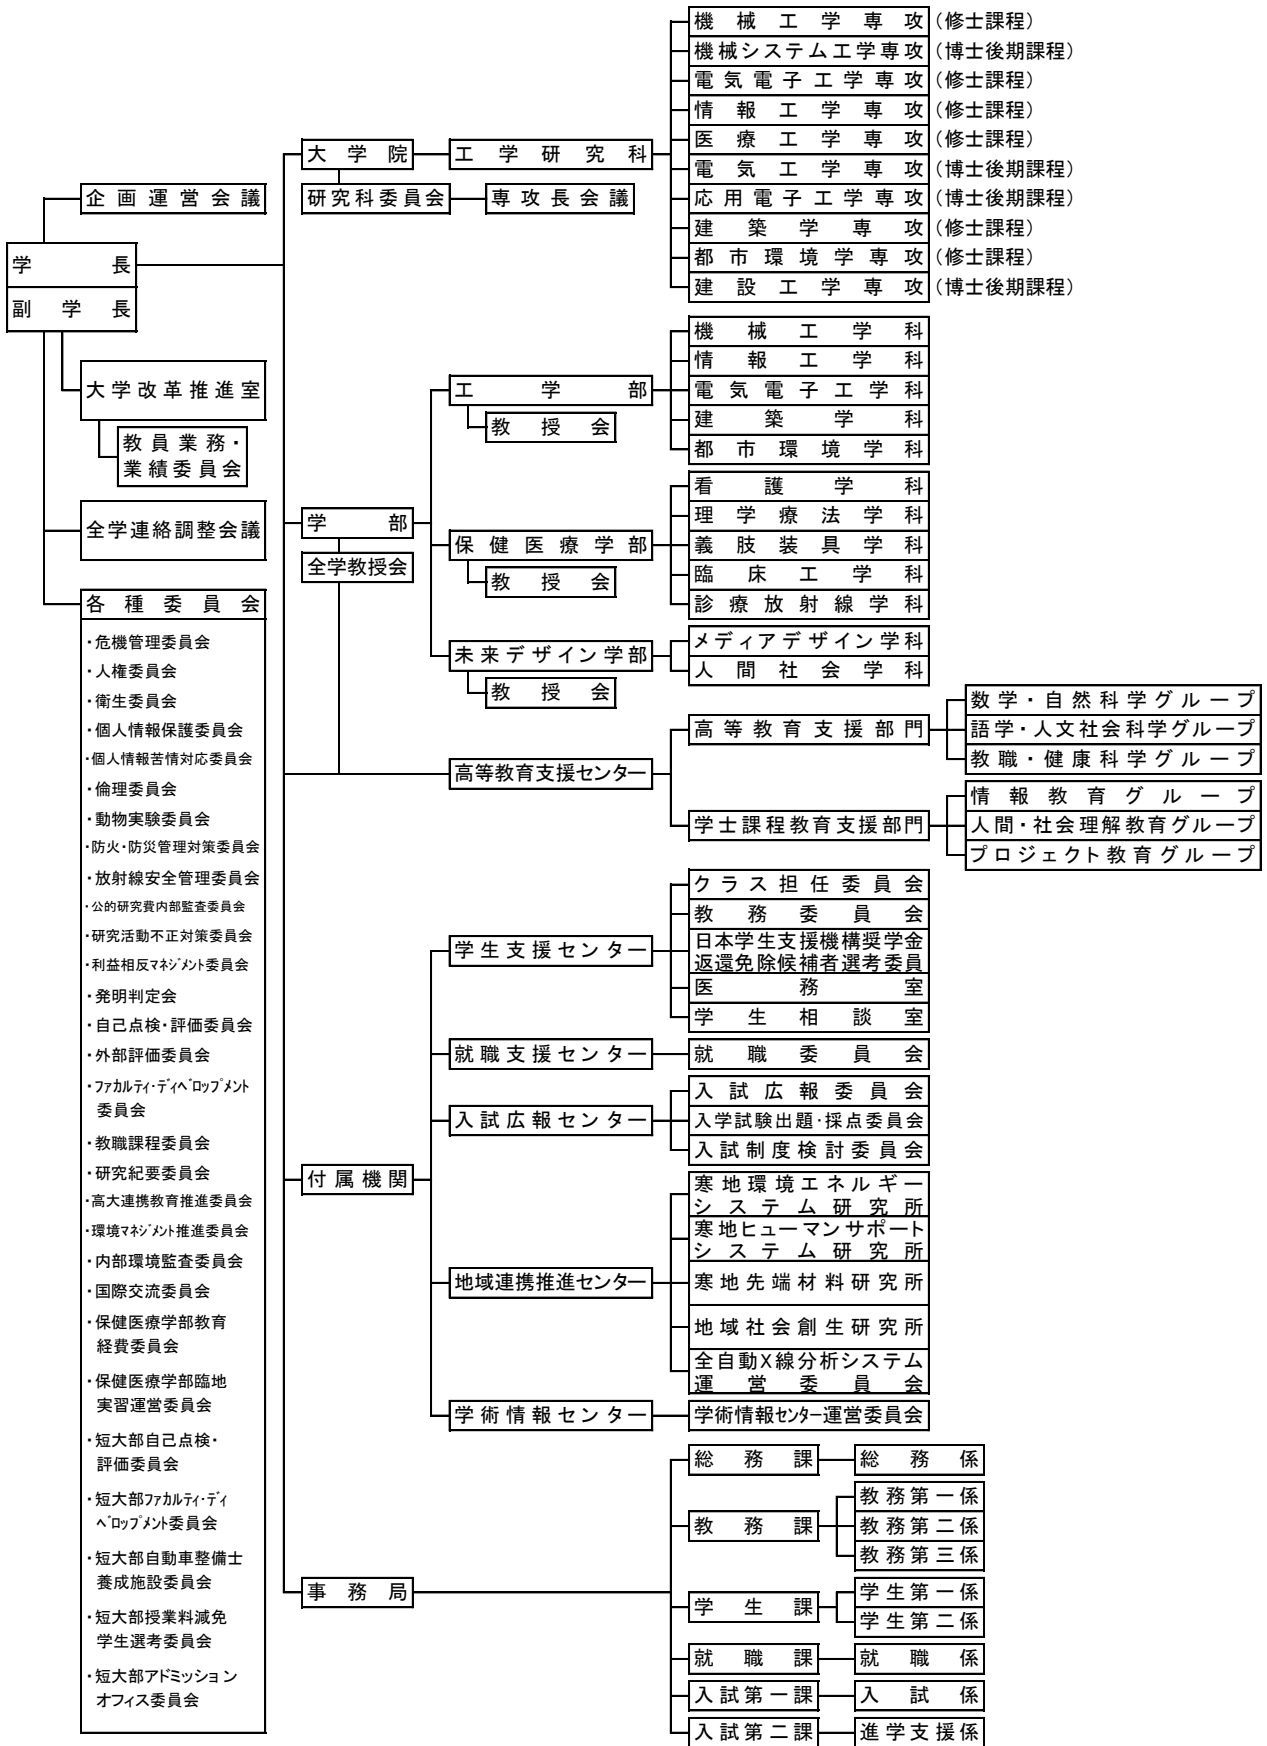 機械工学専攻（修士課程）
機械システム工学専攻（博士後期課程）
電気電子工学専攻（修士課程）
情報工学専攻（修士課程）
医療工学専攻（修士課程）
電気工学専攻（博士後期課程）
応用電子工学専攻（博士後期課程）
建築学専攻（修士課程）
都市環境学専攻（修士課程）
建設工学専攻（博士後期課程）
大学院
工学研究科
研究科委員会
専攻長会議
企画運営会議
学長
副学長
大学改革推進室
教員業務・
業績委員会
全学連絡調整会議
各種委員会
・危機管理委員会
・人権委員会
・衛生委員会
・個人情報保護委員会
・個人情報苦情対応委員会
・倫理委員会
・動物実験委員会
・防火・防災管理対策委員会
・放射線安全管理委員会
・公的研究費内部監査委員会
・研究活動不正対策委員会
・利益相反マネジメント委員会
・発明判定会
・自己点検・評価委員会
・外部評価委員会
・ファカルティ・ディベロップメント
委員会
・教職課程委員会
・研究紀要委員会
・高大連携教育推進委員会
・環境マネジメント推進委員会
・内部環境監査委員会
・国際交流委員会
・保健医療学部教育
経費委員会
・保健医療学部臨地
実習運営委員会
・短大部自己点検・
評価委員会
・短大部ファカルティ・ディ
ベロップメント委員会
・短大部自動車整備士
養成施設委員会
・短大部授業料減免
学生選考委員会
・短大部アドミッション
オフィス委員会
学部
全学教授会
工学部
教授会
機械工学科
情報工学科
電気電子工学科
建築学科
都市環境学科
保健医療学部
教授会
看護学科
理学療法学科
義肢装具学科
臨床工学科
診療放射線学科
未来デザイン学部
教授会
メディアデザイン学科
人間社会学科
高等教育支援センター
高等教育支援部門
数学・自然科学グループ
語学・人文社会科学グループ
教職・健康科学グループ
学士課程教育支援部門
情報教育グループ
人間・社会理解教育グループ
プロジェクト教育グループ
付属機関
学生支援センター
クラス担任委員会
教務委員会
日本学生支援機構奨学金
返還免除候補者選考委員
医務室
学生相談室
就職支援センター
就職委員会
入試広報センター
入試広報委員会
入学試験出題・採点委員会
入試制度検討委員会
地域連携推進センター
寒地環境エネルギー
システム研究所
寒地ヒューマンサポート
システム研究所
寒地先端材料研究所
地域社会創生研究所
全自動X線分析システム
運営委員会
学術情報センター
学術情報センター運営委員会
事務局
総務課
総務係
教務課
教務第一係
教務第二係
教務第三係
学生課
学生第一係
学生第二係
就職課
就職係
入試第一課
入試係
入試第二課
進学支援係